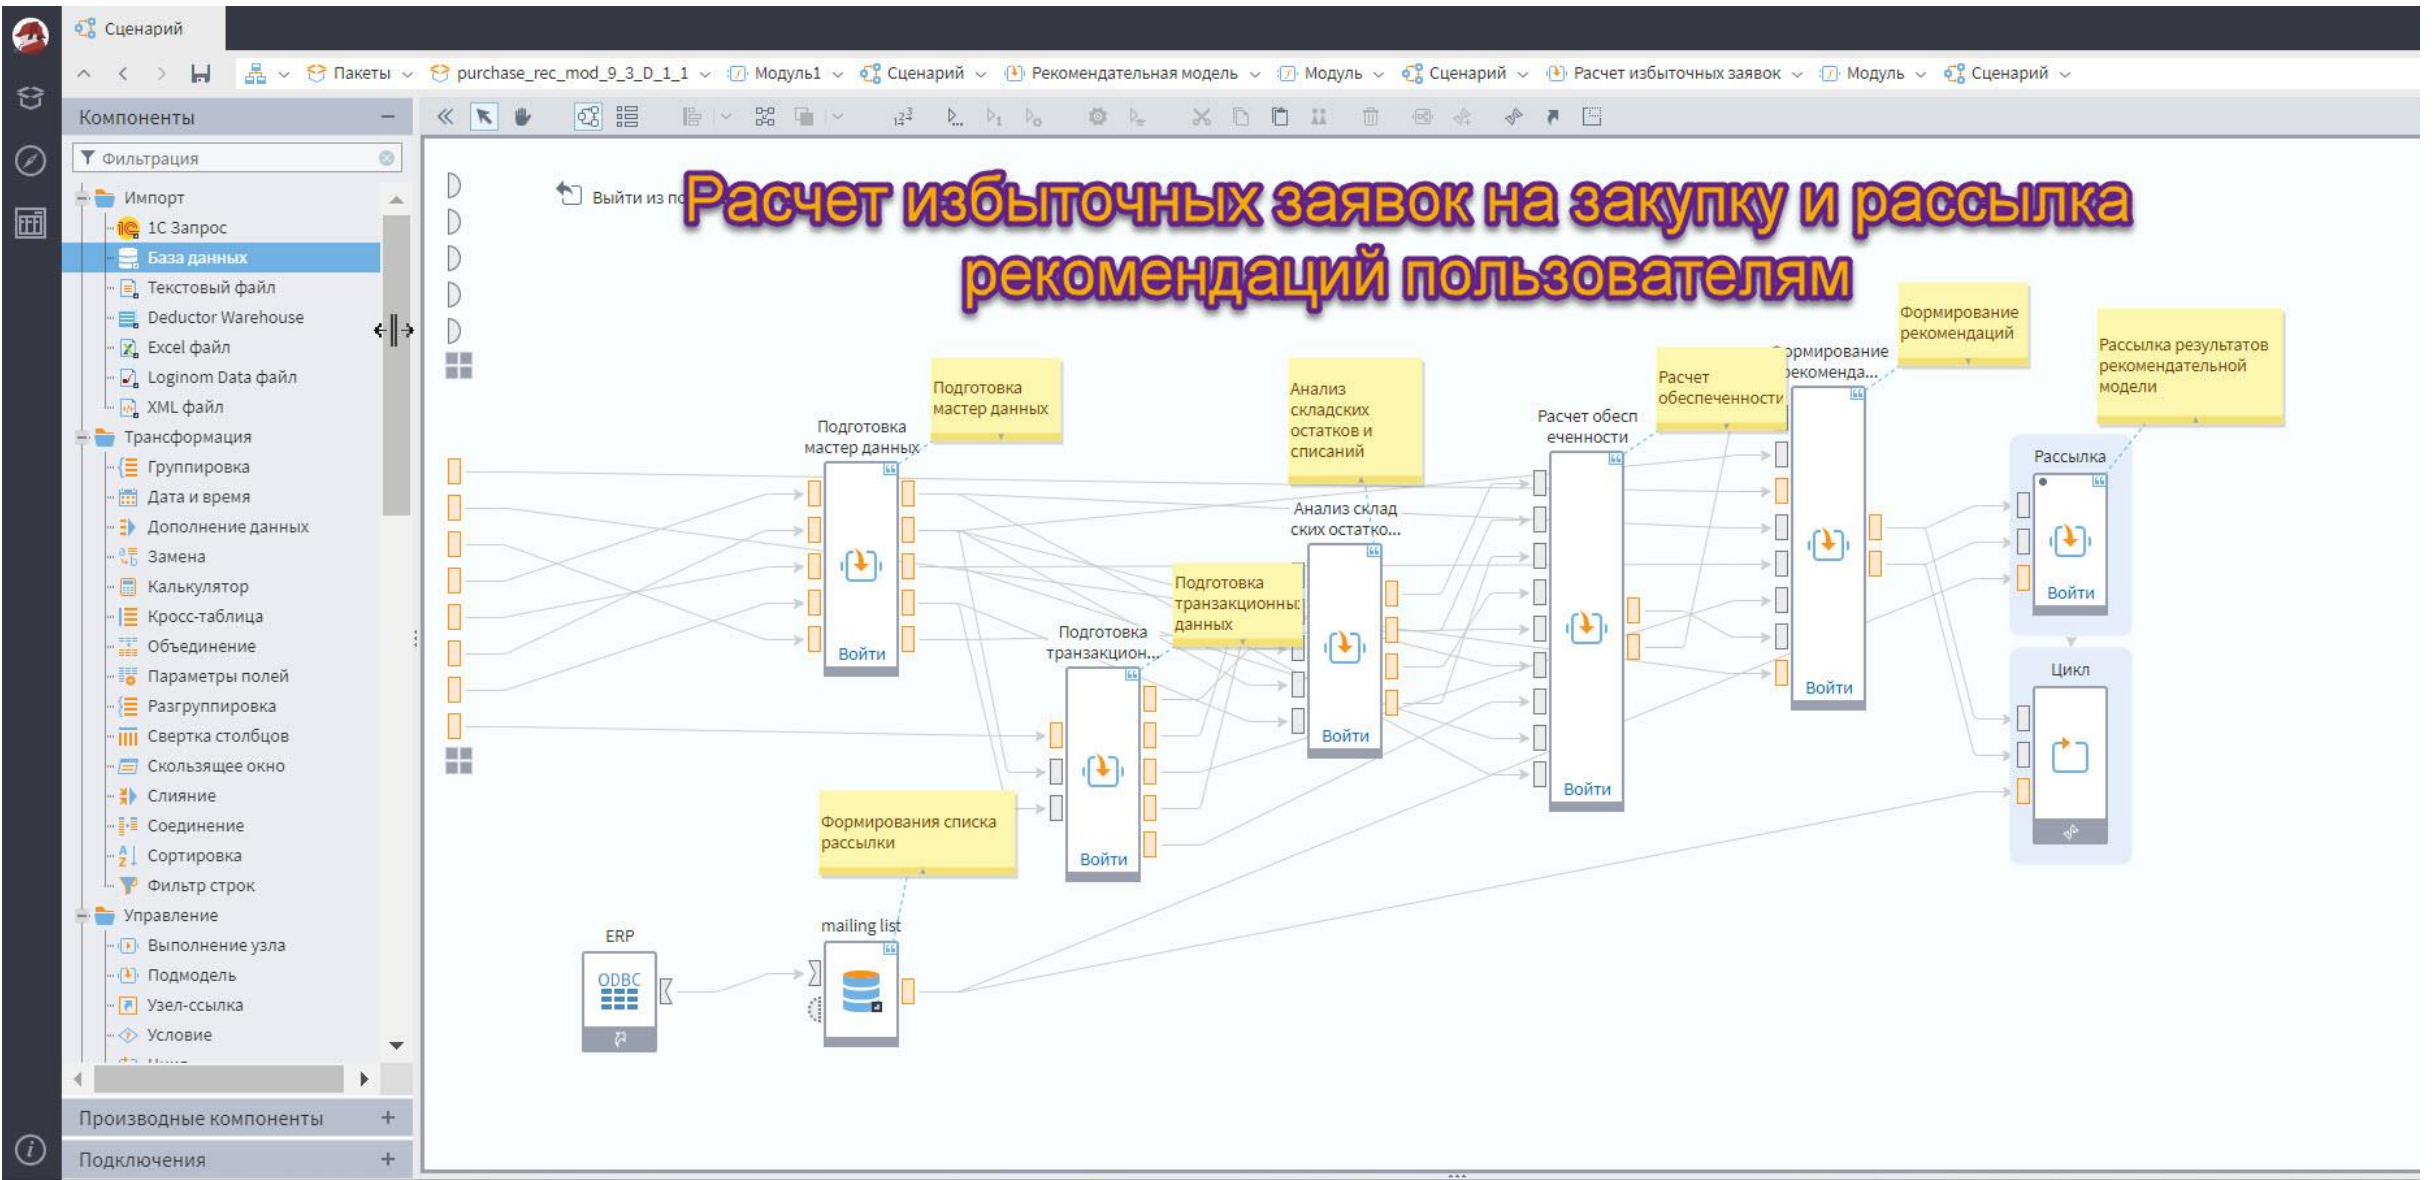 Сценарий
Пакеты
purchase_rec_mod_9_3_D_1_1
Модуль1
Сценарий
Рекомендательная модель
Модуль
Сценарий
Расчет избыточных заявок
Модуль
Сценарий
Компоненты
Фильтрация
Импорт
1С Запрос
База данных
Текстовый файл
Deductor Warehouse
Excel файл
Loginom Data файл
XML файл
Трансформация
Группировка
Дата и время
Дополнение данных
Замена
Калькулятор
Кросс-таблица
Объединение
Параметры полей
Разгруппировка
Свертка столбцов
Скользящее окно
Слияние
Соединение
Сортировка
Фильтр строк
Управление
Выполнение узла
Подмодель
Узел-ссылка
Условие
Производные компоненты
Подключения
Выйти из по
Расчет избыточных заявок на закупку и рассылка
рекомендаций пользователям
Подготовка
мастер данных
Подготовка
мастер данных
Войти
Подготовка
транзакционны
данных
Подготовка
транзакцион...
Войти
Анализ
складских
остатков и
списаний
Анализ склад
ских остатко...
Войти
Расчет
обеспеченности
Расчет обесп
еченности
Войти
Формирование
рекомендаций
ормирование
рекоменда...
Войти
Рассылка результатов
рекомендательной
модели
Рассылка
Войти
Цикл
Формирования списка
рассылки
mailing list
ERP
ODBC